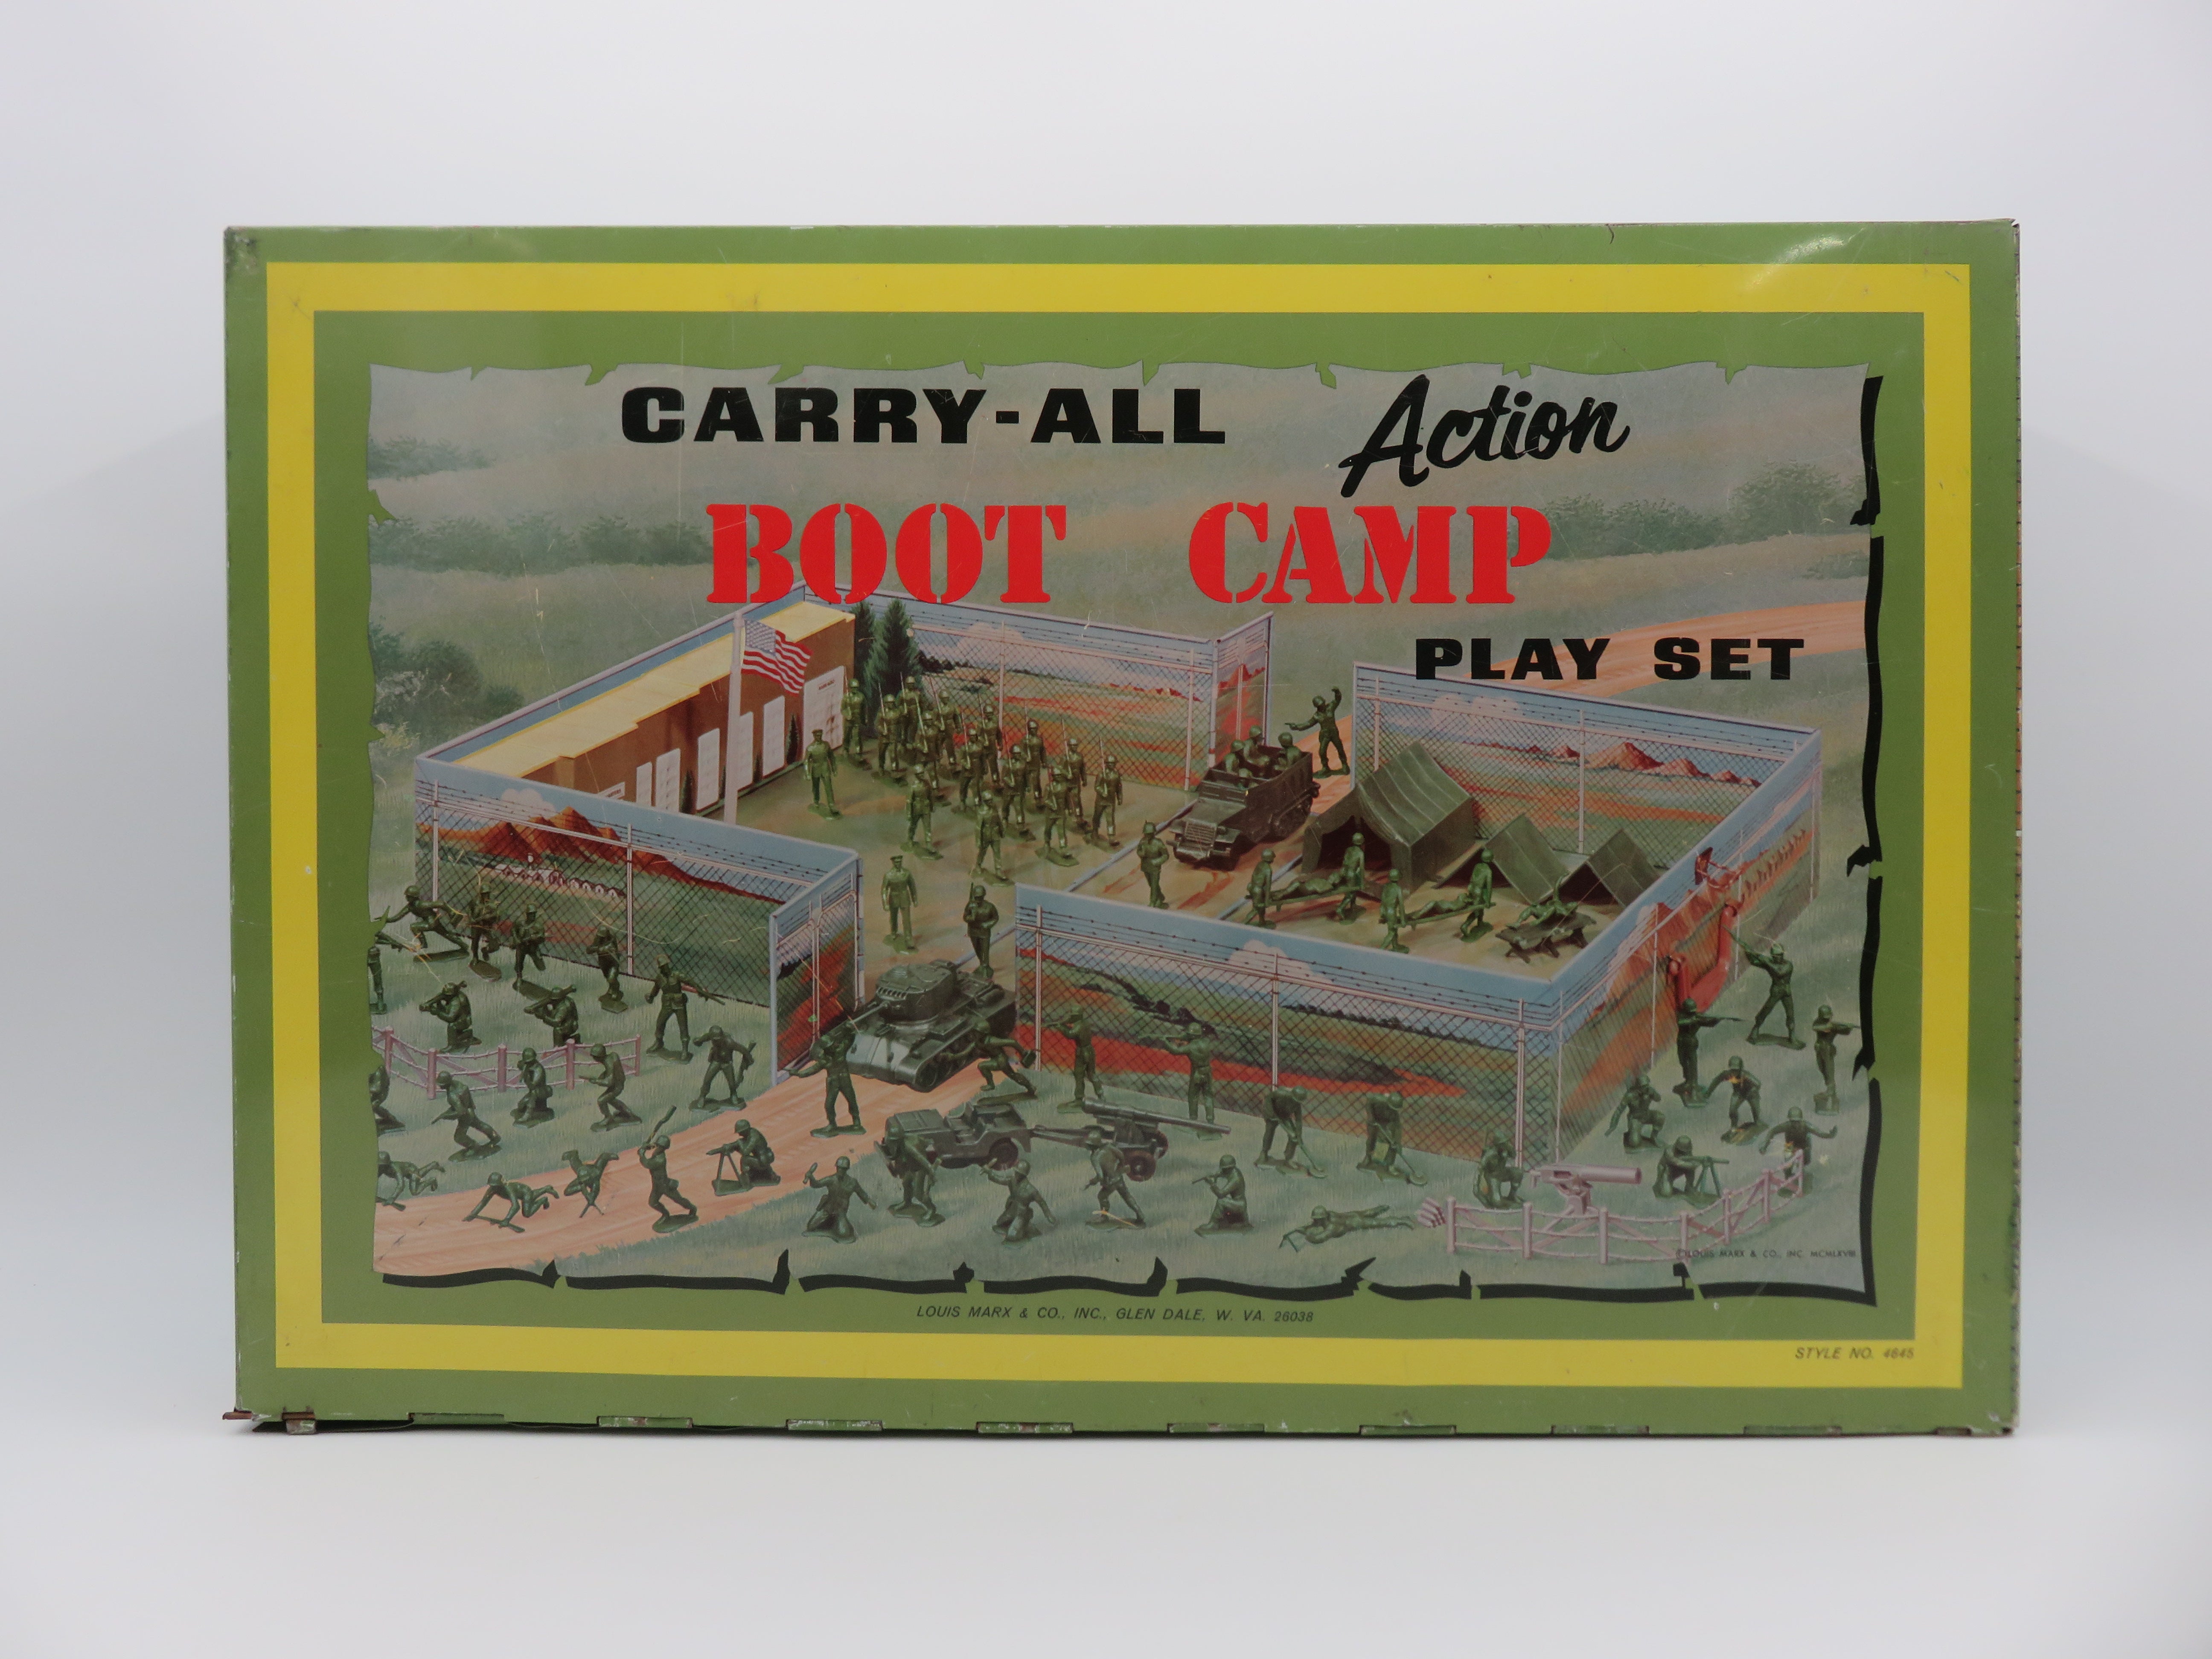 CARRY-ALL Action
BOOT CAMP
PLAY SET
©LOUIS MARX & CO., INC. MCMLXVIII
LOUIS MARX & CO., INC., GLEN DALE, W. VA. 26038
STYLE NO. 4645